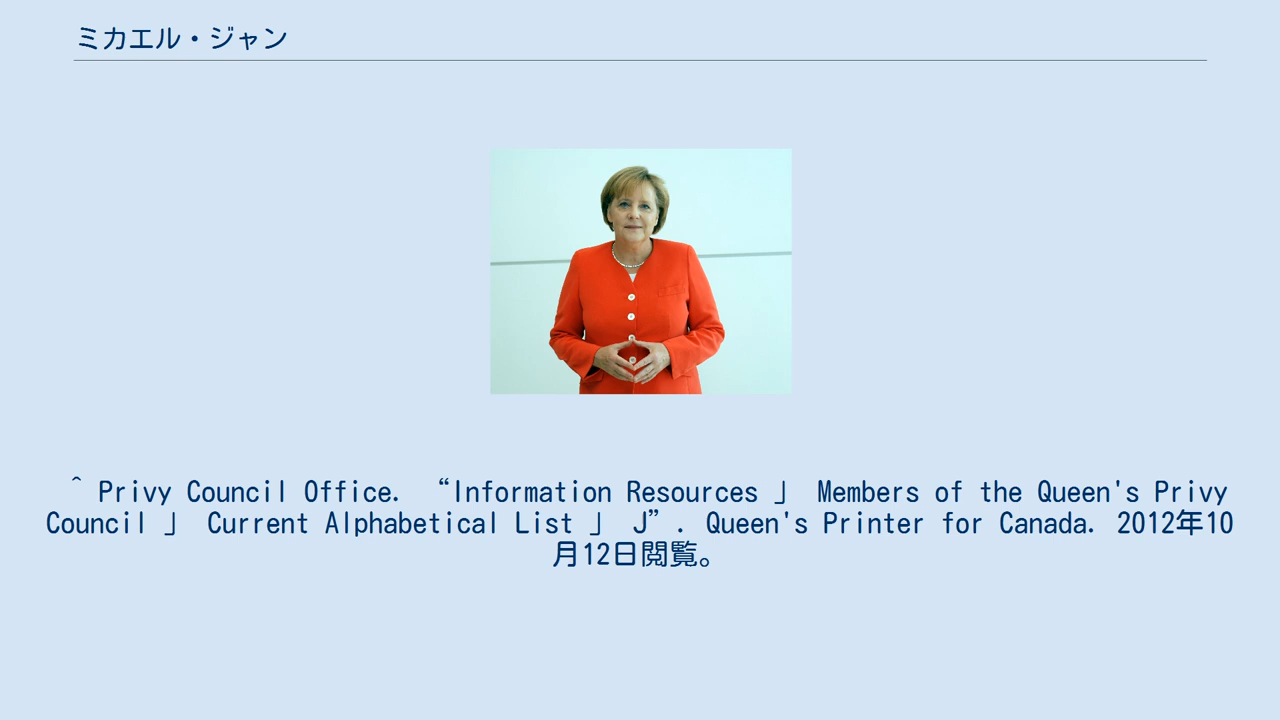 ミカエル・ジャン
^ Privy Council Office. “Information Resources 」 Members of the Queen's Privy
Council 」 Current Alphabetical List 」 J”. Queen's Printer for Canada. 2012年10
月12日閲覧。